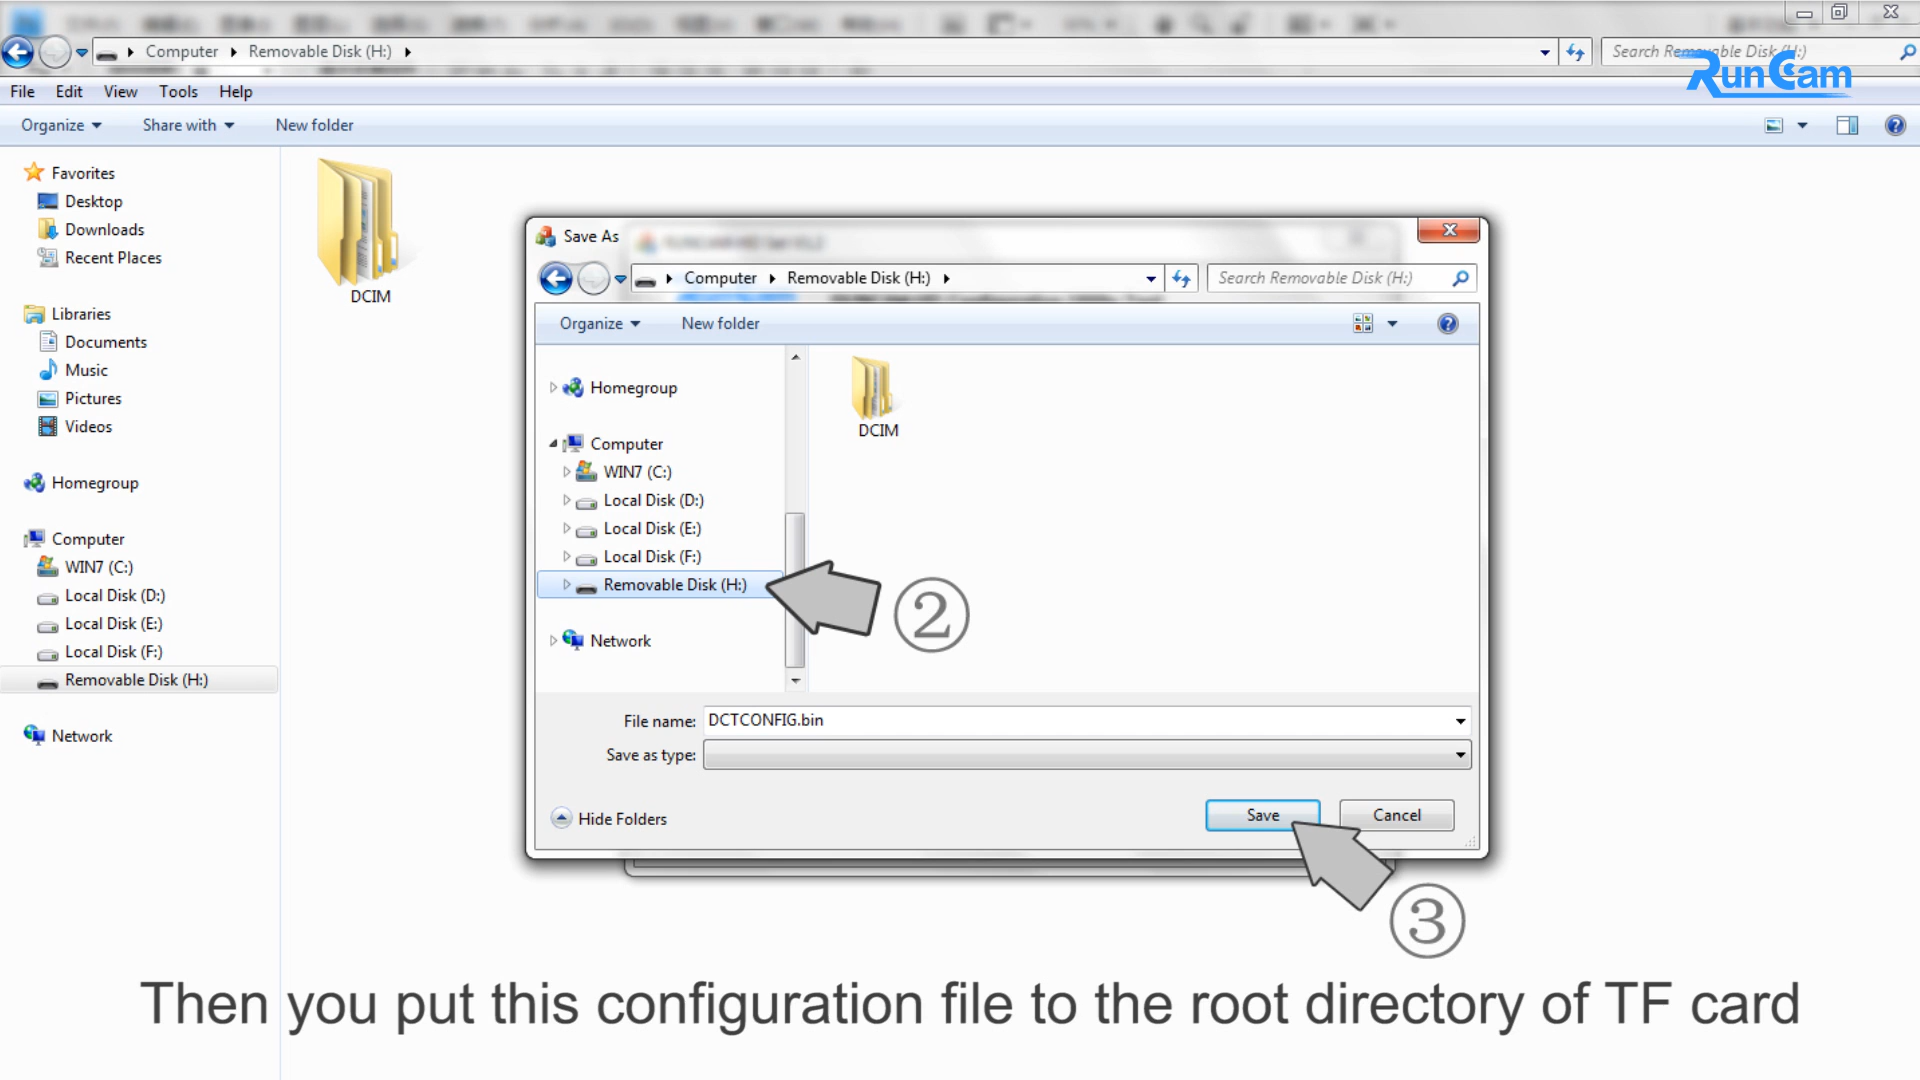 Computer
Removable Disk (H:)
Search Removable Disk (H:)
RunCam
File Edit View Tools Help
Organize Share with New folder
Favorites
Desktop
Downloads
Recent Places
Libraries
Documents
Music
Pictures
Videos
Homegroup
Computer
WIN7 (C:)
Local Disk (D:)
Local Disk (E:)
Local Disk (F:)
Removable Disk (H:)
Network
DCIM
Save As
Computer
Removable Disk (H:)
Search Removable Disk (H:)
Organize New folder
Homegroup
Computer
WIN7 (C:)
Local Disk (D:)
Local Disk (E:)
Local Disk (F:)
Removable Disk (H:)
Network
DCIM
②
File name: DCTCONFIG.bin
Save as type:
Hide Folders
Save Cancel
③
Then you put this configuration file to the root directory of TF card